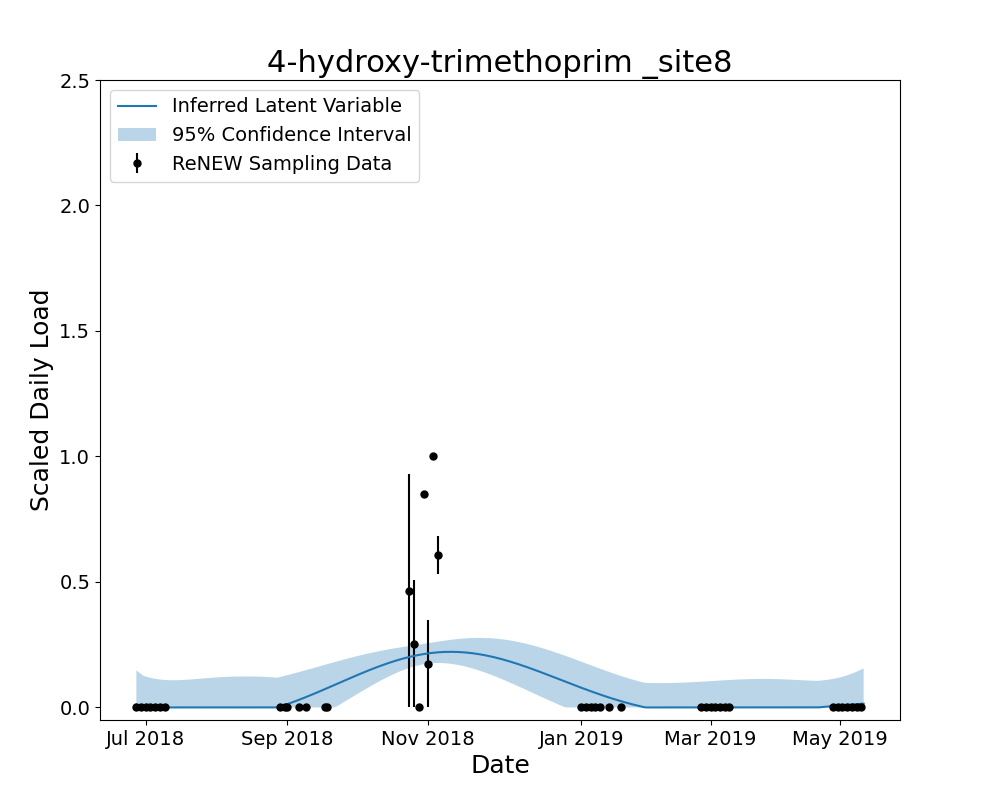 4-hydroxy-trimethoprim _site8
Inferred Latent Variable
95% Confidence Interval
ReNEW Sampling Data
Scaled Daily Load
2.5
2.0
1.5
1.0
0.5
0.0
Jul 2018
Sep 2018
Nov 2018
Jan 2019
Mar 2019
May 2019
Date